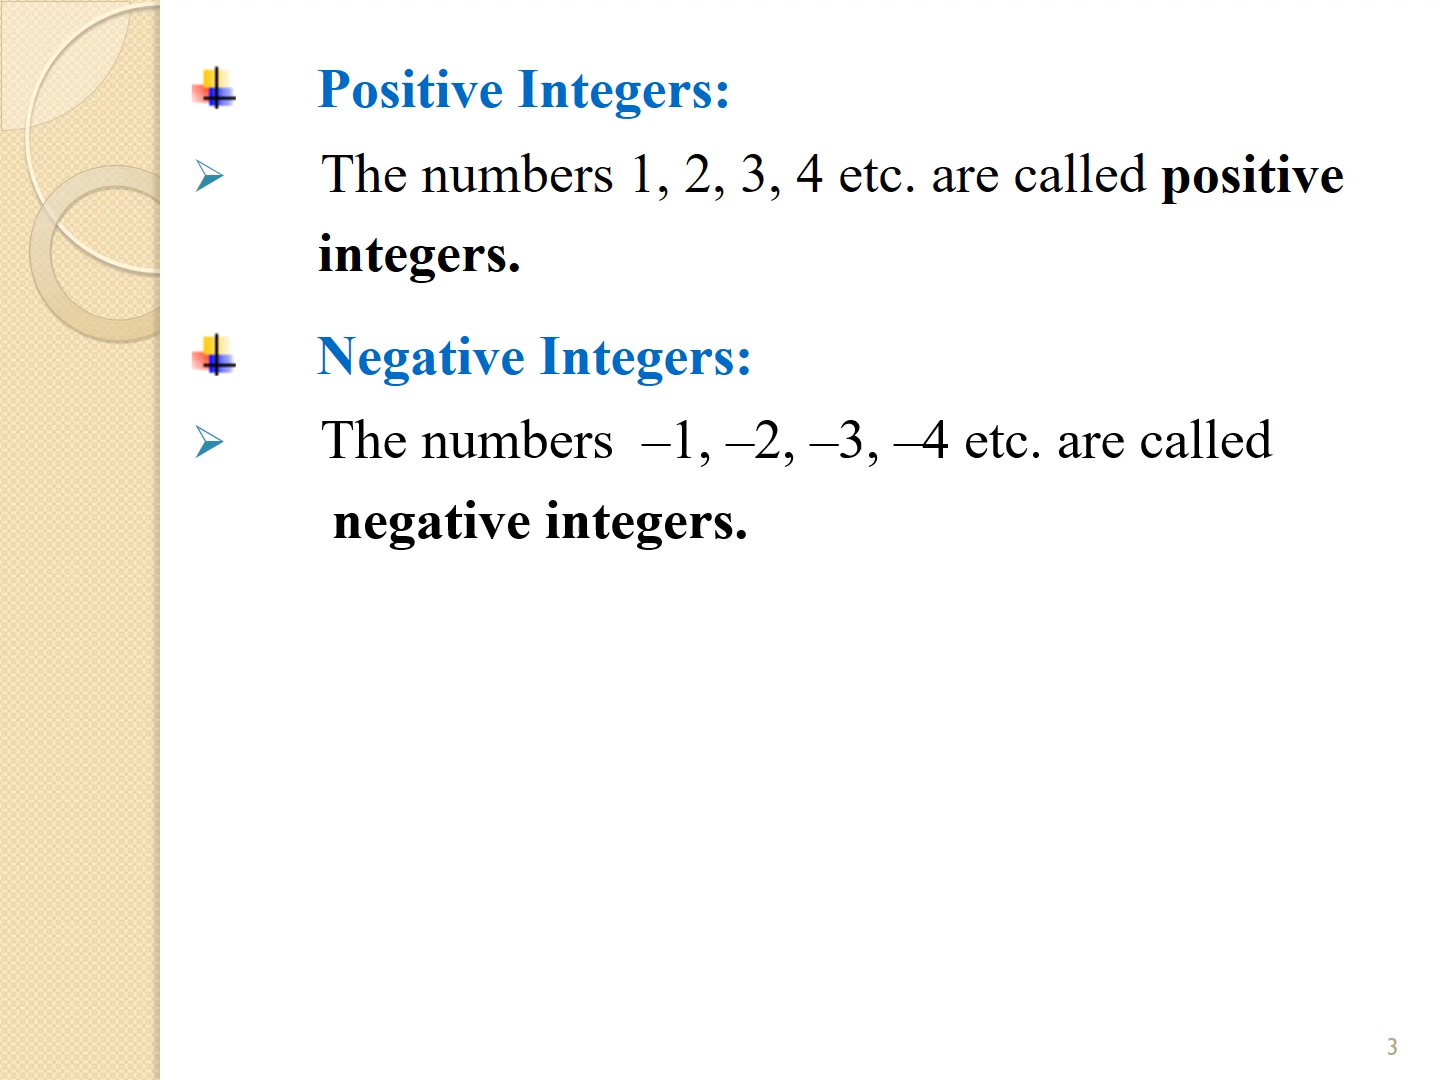 Positive Integers:
The numbers 1, 2, 3, 4 etc. are called positive
integers.
Negative Integers:
The numbers –1, –2, –3, –4 etc. are called
negative integers.
3